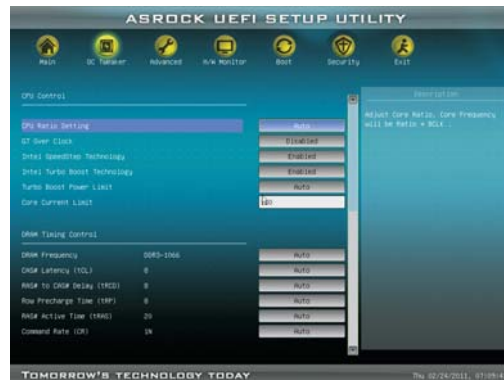 ASROCK UEFI SETUP UTILITY
Main OC Tweaker Advanced H/W Monitor Boot Security Exit
CPU Control
Description
CPU Ratio Setting Auto
Adjust Core Ratio, Core Frequency
will be Ratio * BCLK.
GT Over Clock Disabled
Intel SpeedStep Technology Enabled
Intel Turbo Boost Technology Enabled
Turbo Boost Power Limit Auto
Core Current Limit
DRAM Timing Control
DRAM Frequency DDR3-1066 Auto
CAS# Latency (tCL) 8 Auto
RAS# to CAS# Delay (tRCD) 8 Auto
Row Precharge Time (tRP) 8 Auto
RAS# Active Time (tRAS) 20 Auto
Command Rate (CR) 1N Auto
TOMORROW'S TECHNOLOGY TODAY
Thu 02/24/2011,